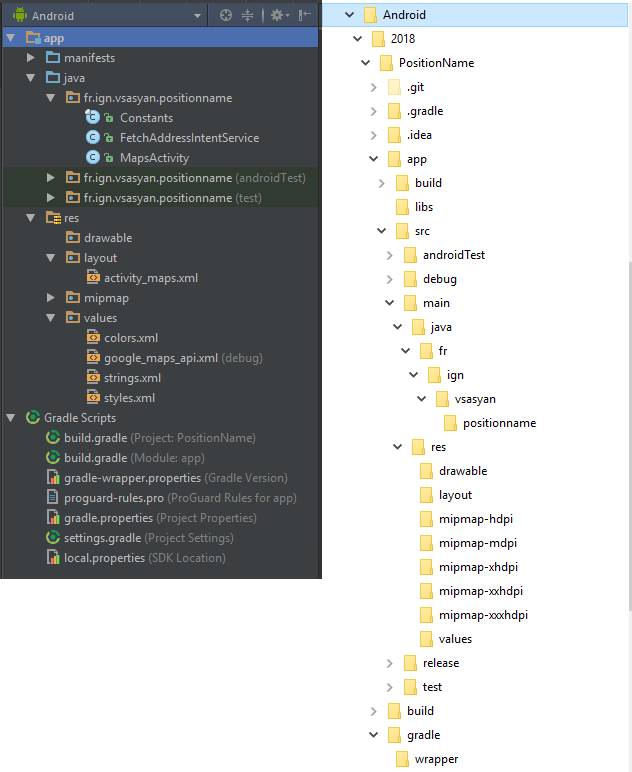 Android
app
manifests
java
fr.ign.vsasyan.positionname
Constants
FetchAddressIntentService
MapsActivity
fr.ign.vsasyan.positionname (androidTest)
fr.ign.vsasyan.positionname (test)
res
drawable
layout
activity_maps.xml
mipmap
values
colors.xml
google_maps_api.xml (debug)
strings.xml
styles.xml
Gradle Scripts
build.gradle (Project: PositionName)
build.gradle (Module: app)
gradle-wrapper.properties (Gradle Version)
proguard-rules.pro (ProGuard Rules for app)
gradle.properties (Project Properties)
settings.gradle (Project Settings)
local.properties (SDK Location)
Android
2018
PositionName
.git
.gradle
.idea
app
build
libs
src
androidTest
debug
main
java
fr
ign
vsasyan
positionname
res
drawable
layout
mipmap-hdpi
mipmap-mdpi
mipmap-xhdpi
mipmap-xxhdpi
mipmap-xxxhdpi
values
release
test
build
gradle
wrapper